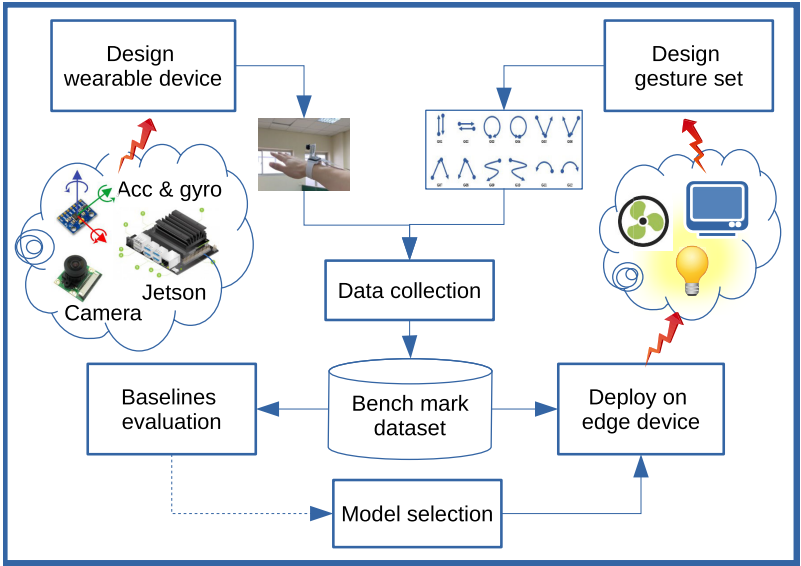 Design
wearable device
Design
gesture set
Acc & gyro
Jetson
Camera
Data collection
Baselines
evaluation
Bench mark
dataset
Deploy on
edge device
Model selection